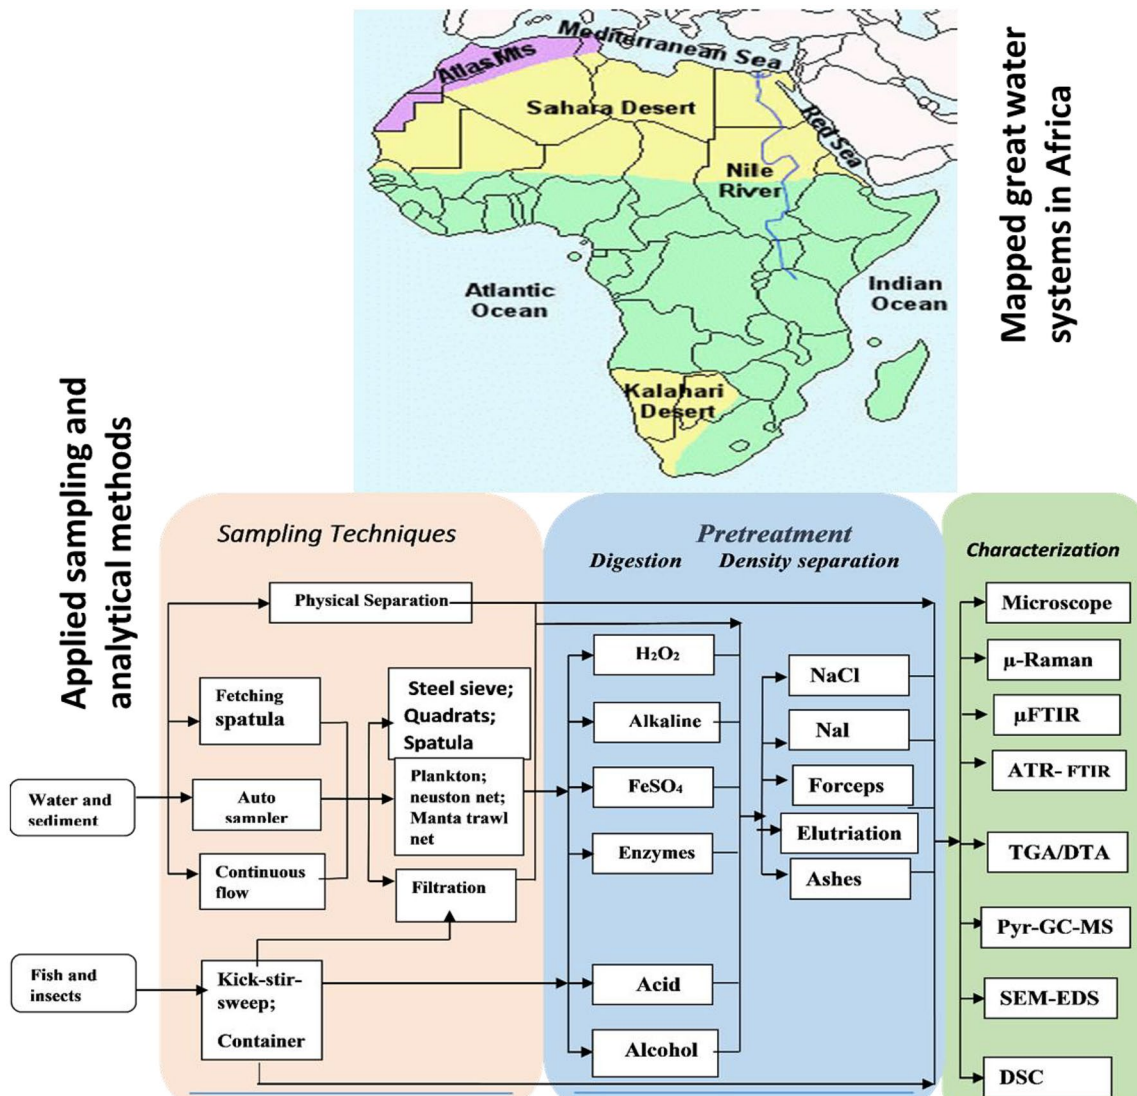 Mediterranean Sea
Atlas Mts
Sahara Desert
Red Sea
Nile
River
Atlantic
Ocean
Indian
Ocean
Kalahari
Desert
Mapped great water
systems in Africa
Applied sampling and
analytical methods
Sampling Techniques
Physical Separation
Fetching
spatula
Auto
sampler
Continuous
flow
Water and
sediment
Fish and
insects
Kick-stir-
sweep;
Container
Steel sieve;
Quadrats;
Spatula
Plankton;
neuston net;
Manta trawl
net
Filtration
Pretreatment
Digestion
Density separation
H₂O₂
Alkaline
FeSO₄
Enzymes
Acid
Alcohol
NaCl
NaI
Forceps
Elutriation
Ashes
Characterization
Microscope
μ-Raman
μFTIR
ATR- FTIR
TGA/DTA
Pyr-GC-MS
SEM-EDS
DSC